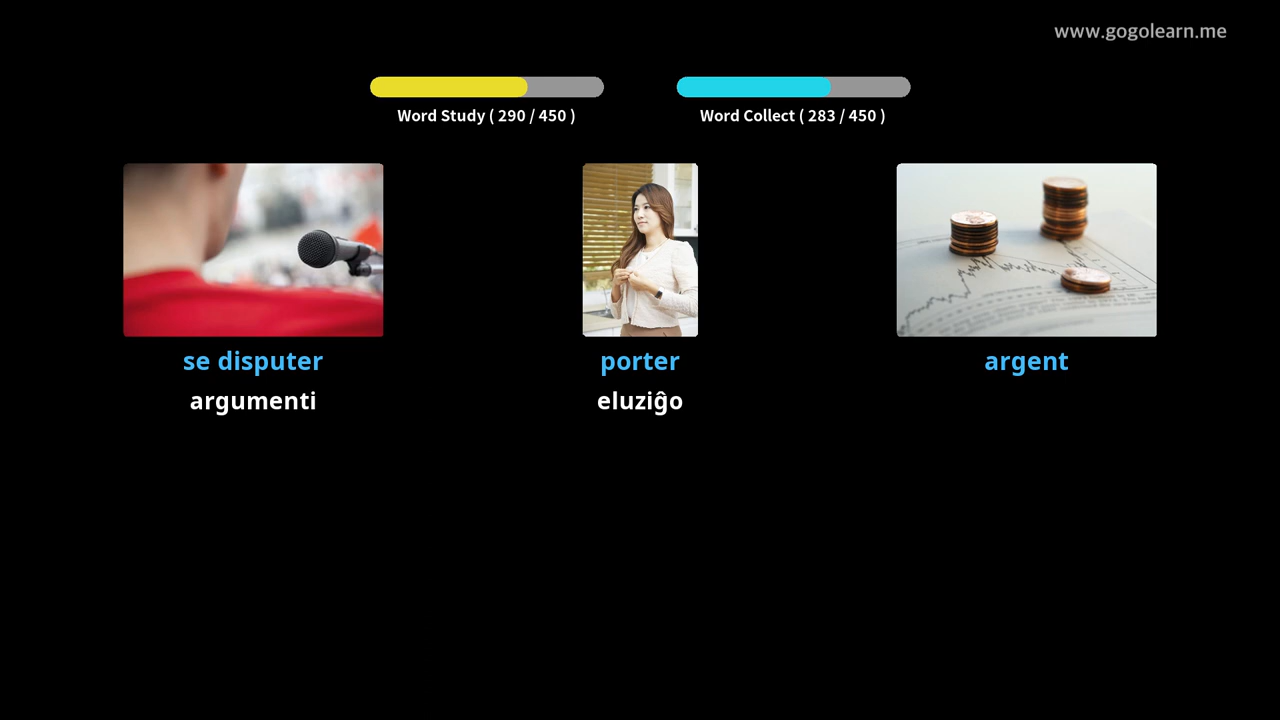 www.gogolearn.me
Word Study ( 290 / 450 )
Word Collect ( 283 / 450 )
se disputer
porter
argent
argumenti
eluziĝo